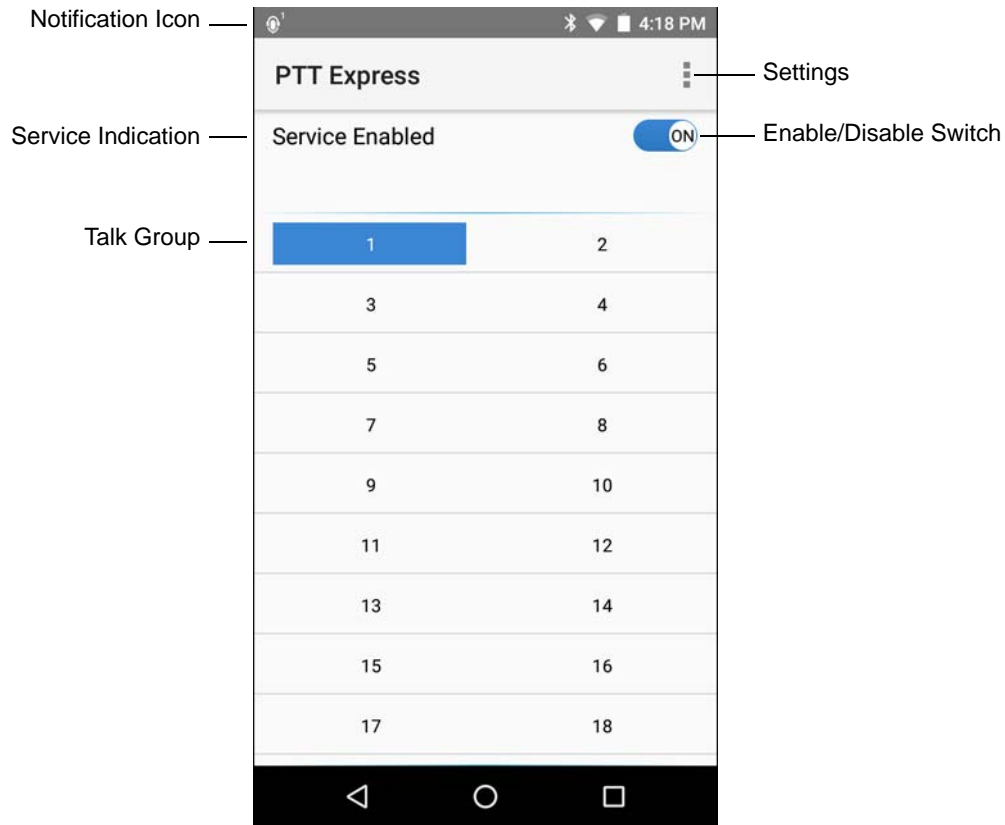 Notification Icon
1
4:18 PM
PTT Express
Settings
Service Indication
Service Enabled
ON
Enable/Disable Switch
Talk Group
1 2
3 4
5 6
7 8
9 10
11 12
13 14
15 16
17 18